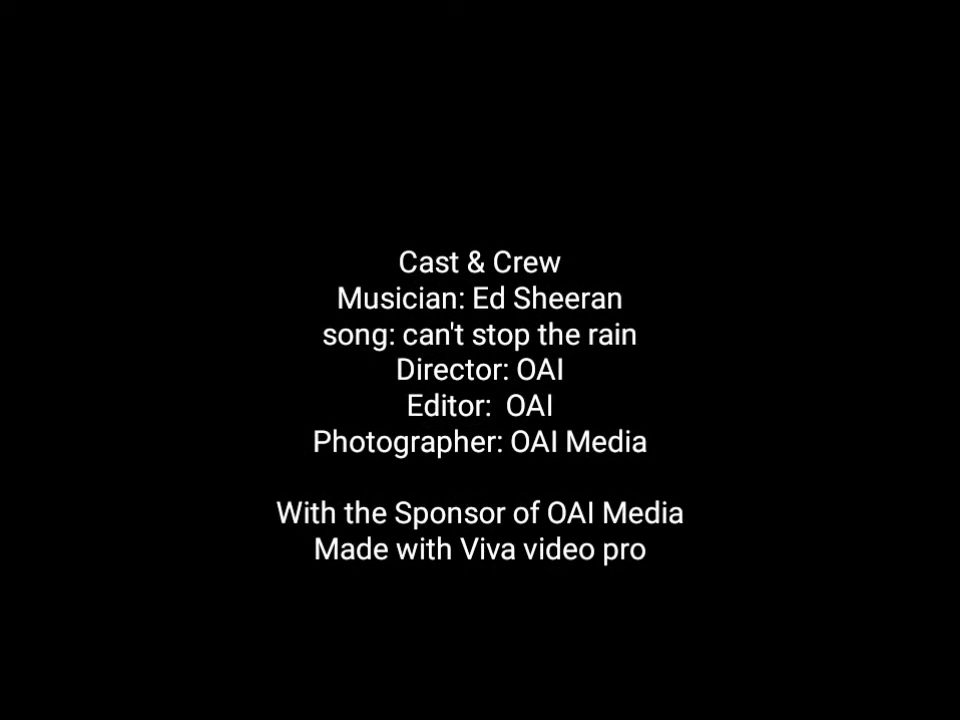 Cast & Crew
Musician: Ed Sheeran
song: can't stop the rain
Director: OAI
Editor:  OAI
Photographer: OAI Media
With the Sponsor of OAI Media
Made with Viva video pro